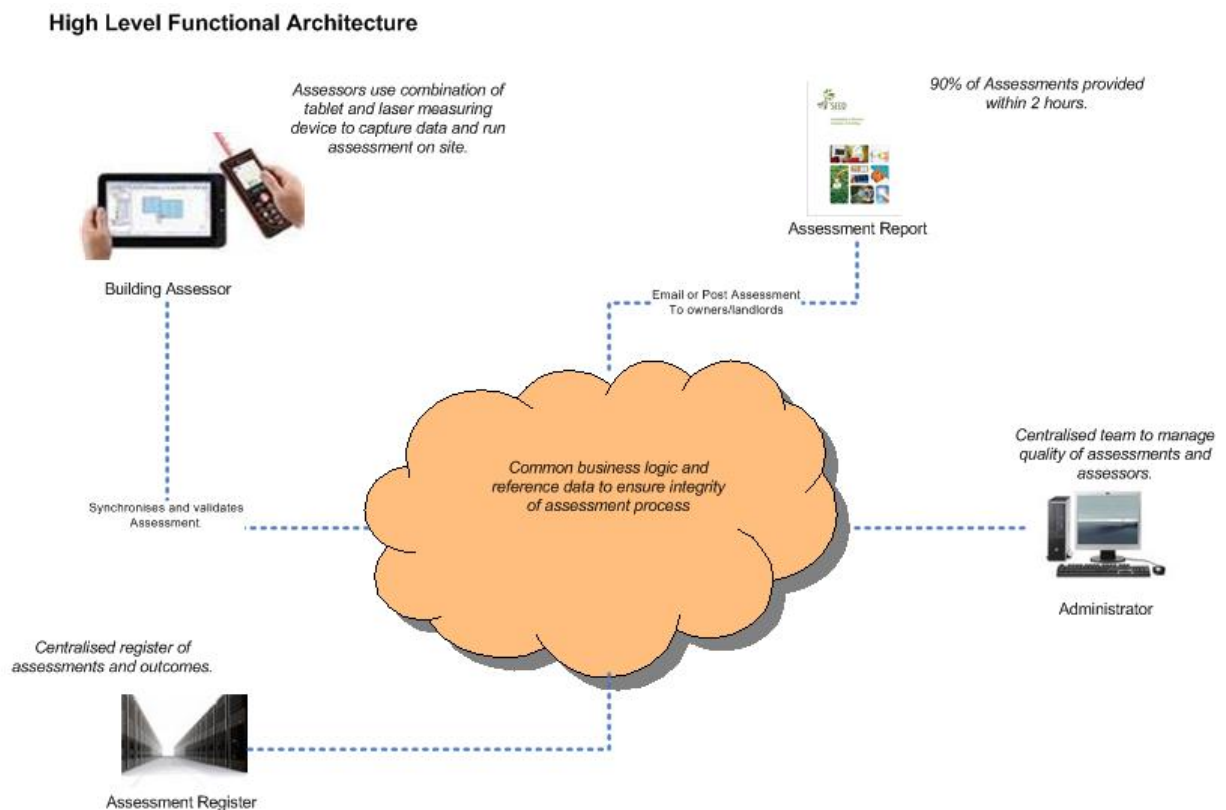 High Level Functional Architecture
Assessors use combination of
tablet and laser measuring
device to capture data and run
assessment on site.
Building Assessor
90% of Assessments provided
within 2 hours.
SEED
Assessment Report
Email or Post Assessment
To owners/landlords
Common business logic and
reference data to ensure integrity
of assessment process
Centralised team to manage
quality of assessments and
assessors.
Administrator
Synchronises and validates
Assessment.
Centralised register of
assessments and outcomes.
Assessment Register